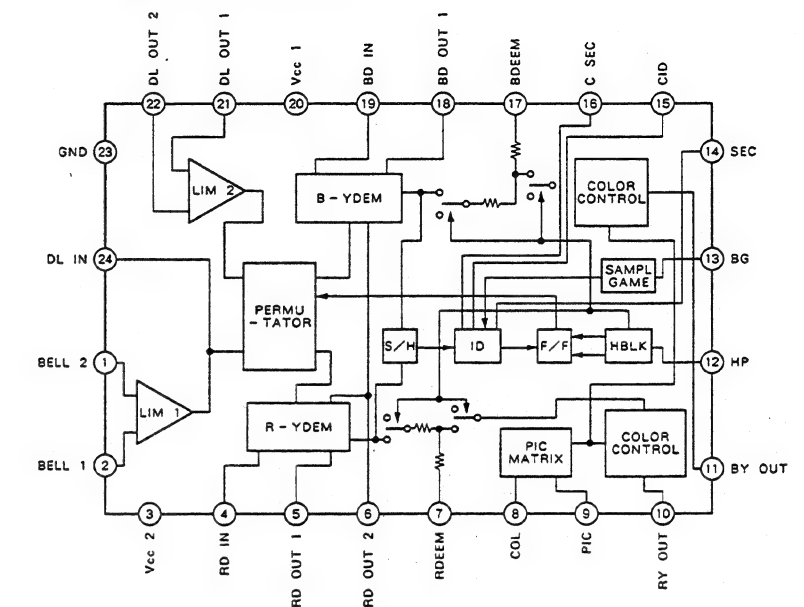 DL OUT 2
DL OUT 1
Vcc 1
BD IN
BD OUT 1
BDEEM
C SEC
CID
22
21
20
19
18
17
16
15
GND 23
14 SEC
LIM 2
B-YDEM
COLOR
CONTROL
DL IN 24
13 BG
SAMPL
GAME
PERMU
-TATOR
S/H
ID
F/F
HBLK
BELL 2 1
12 HP
LIM 1
R-YDEM
PIC
MATRIX
COLOR
CONTROL
BELL 1 2
11 BY OUT
3
4
5
6
7
8
9
10
Vcc 2
RD IN
RD OUT 1
RD OUT 2
RDEEM
COL
PIC
RY OUT